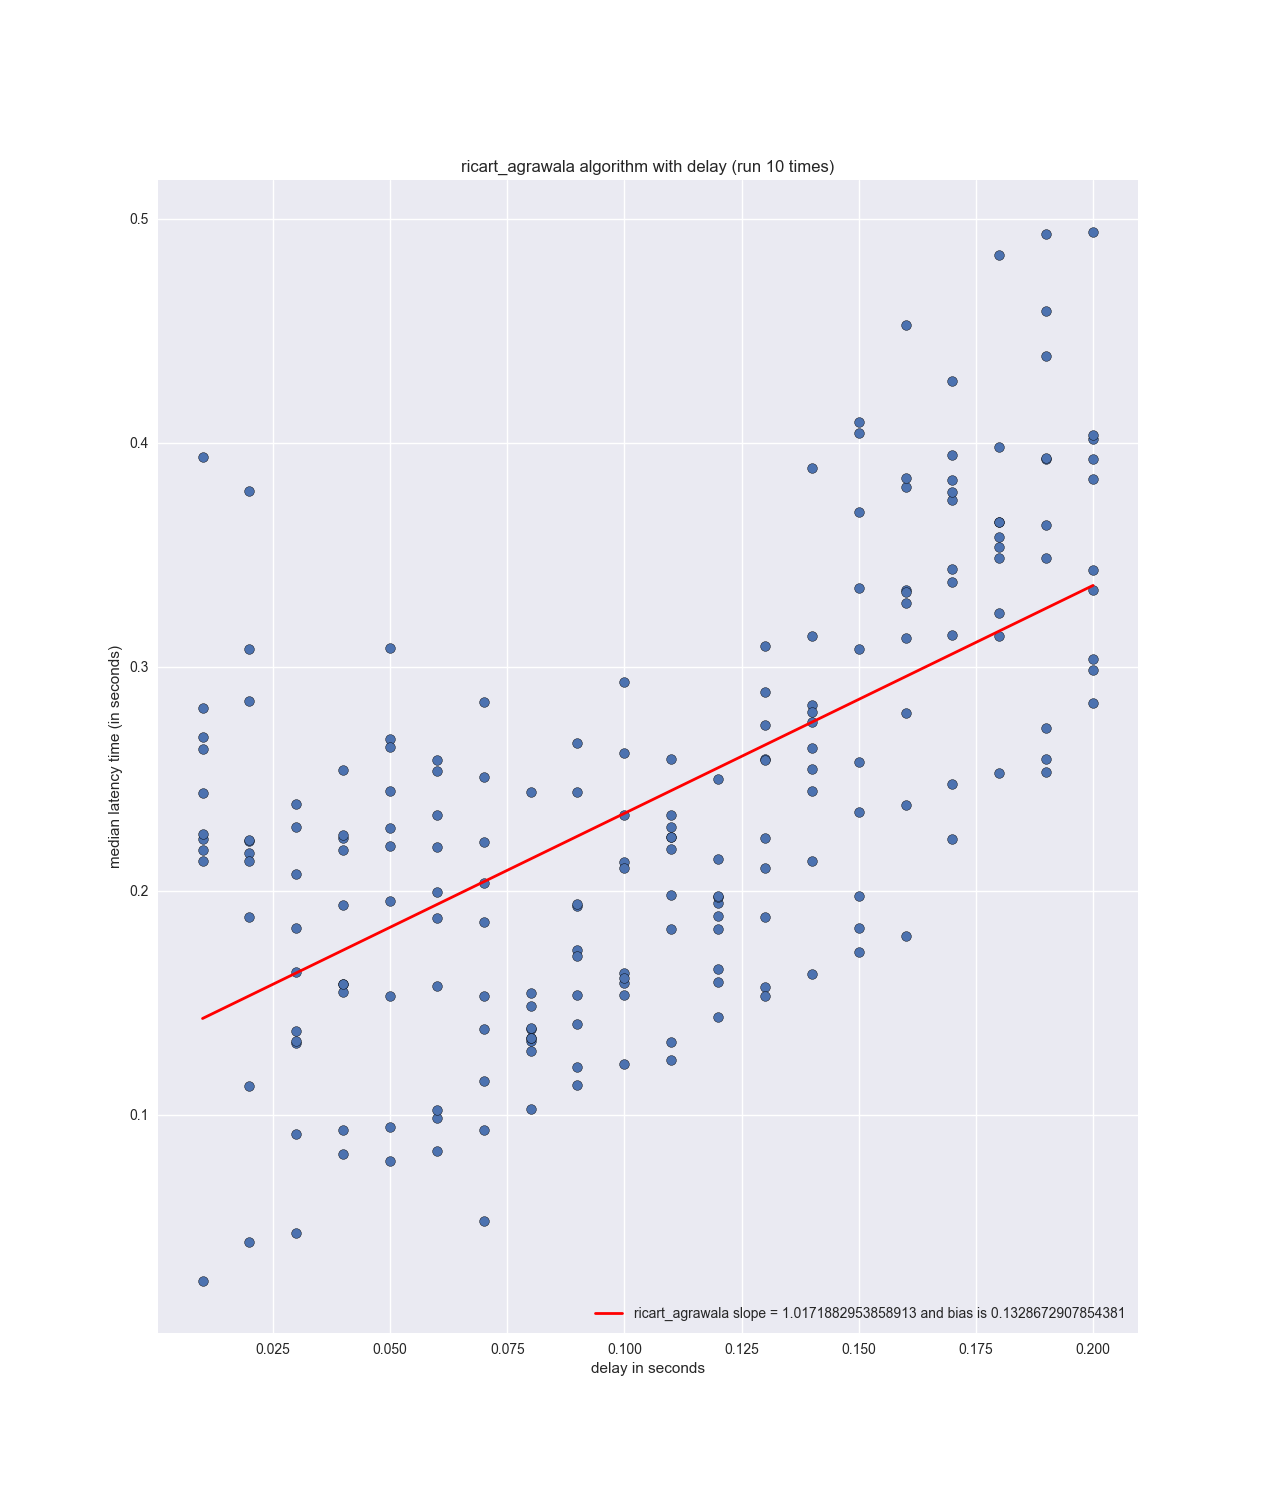 ricart_agrawala algorithm with delay (run 10 times)
0.5
0.4
0.3
0.2
0.1
median latency time (in seconds)
ricart_agrawala slope = 1.0171882953858913 and bias is 0.1328672907854381
0.025 0.050 0.075 0.100 0.125 0.150 0.175 0.200
delay in seconds